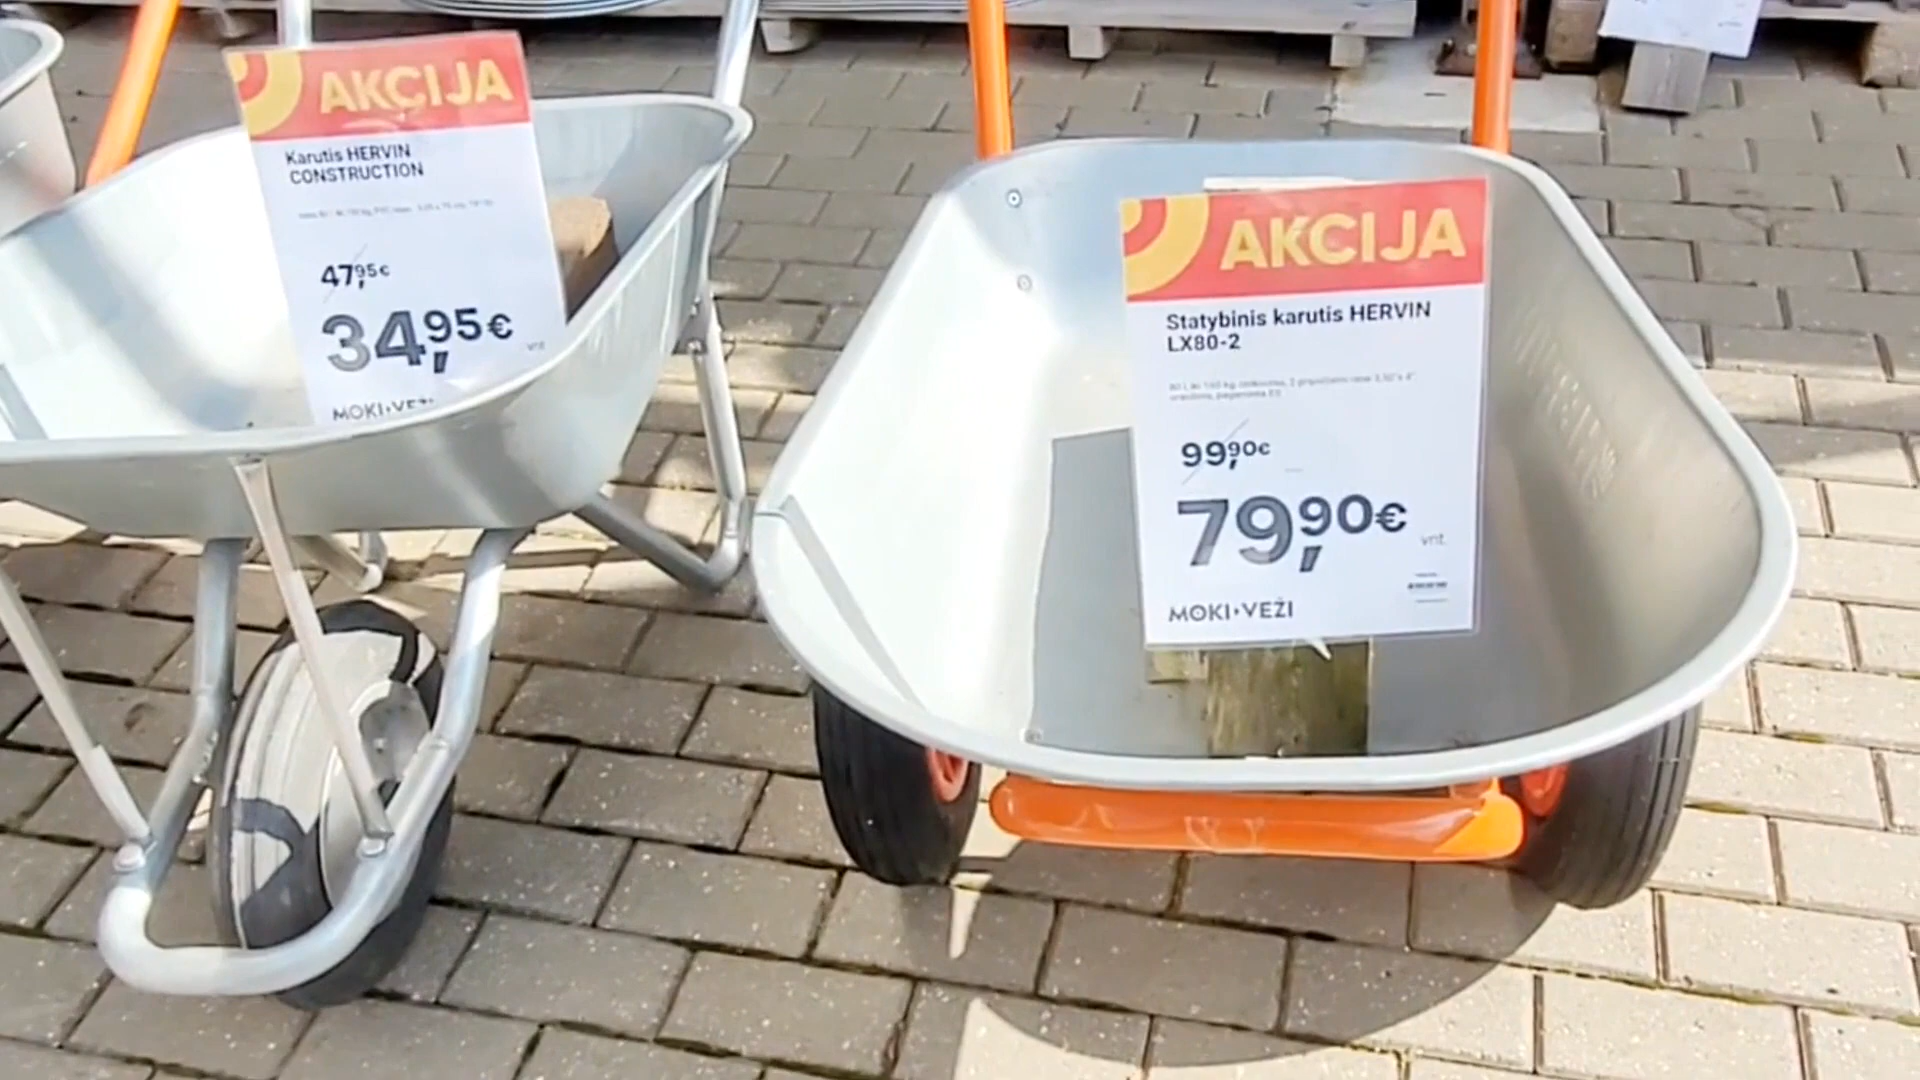 AKCIJA
Karutis HERVIN
CONSTRUCTION
47,95€
34,95€
vnt.
MOKI•VEŽI
AKCIJA
Statybinis karutis HERVIN
LX80-2
99,90€
79,90€
vnt.
MOKI•VEŽI